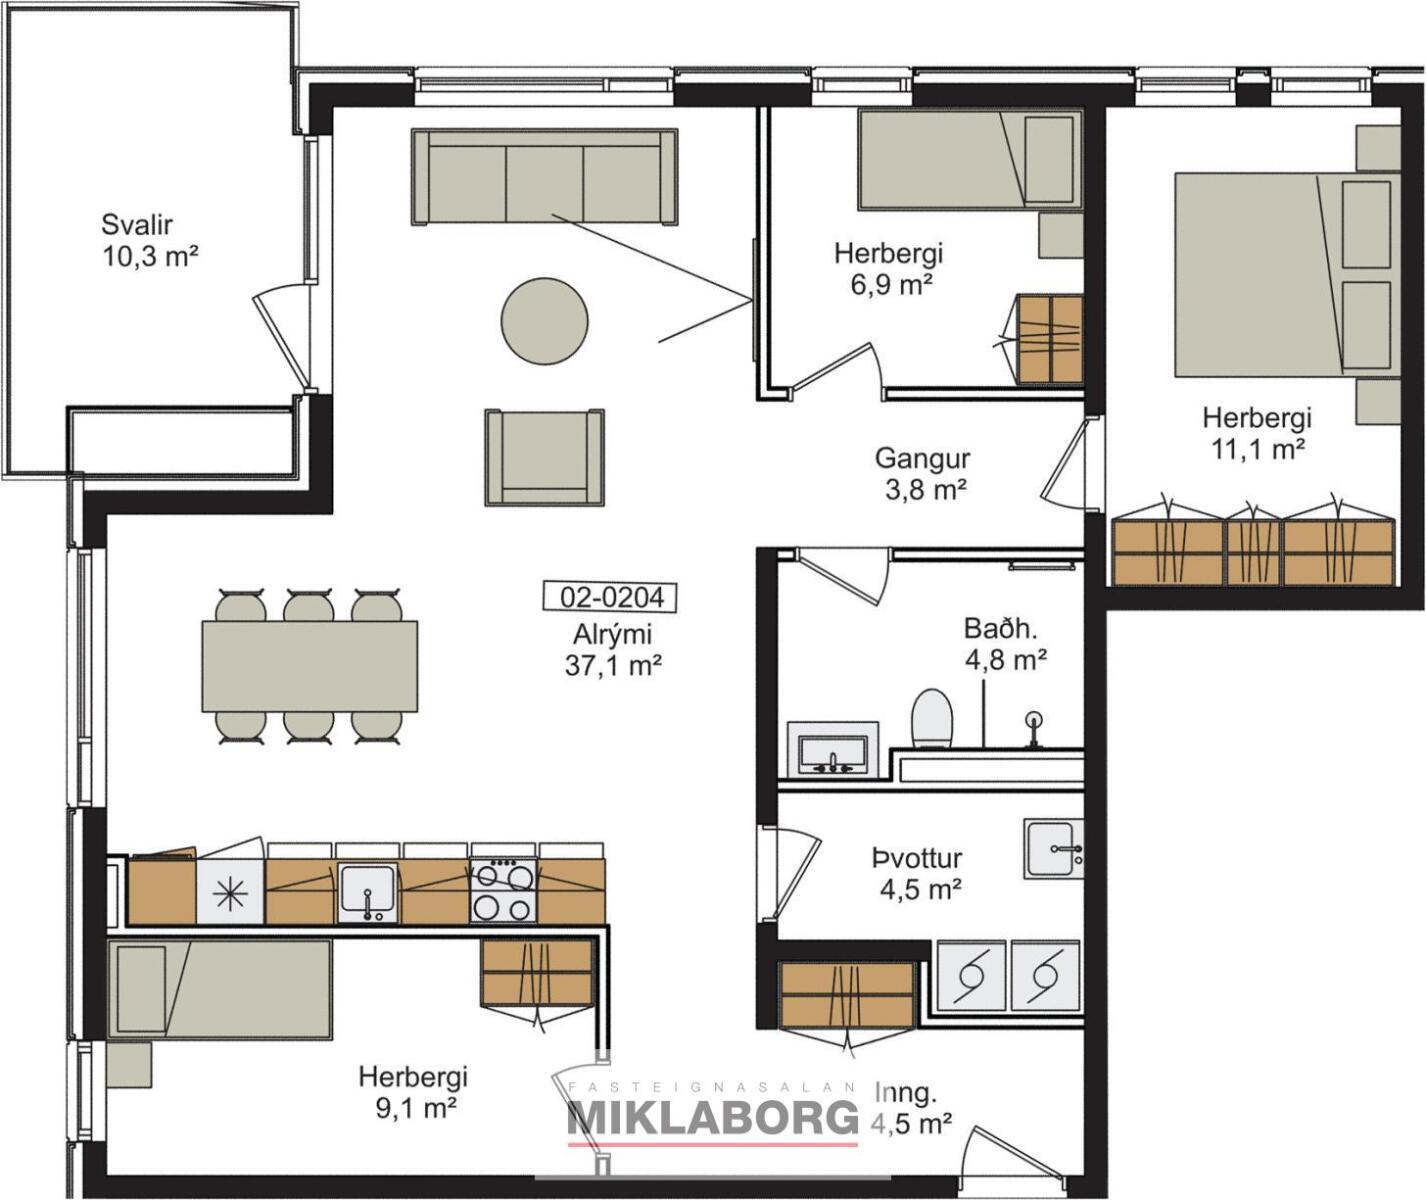 Svalir
10,3 m²
Herbergi
6,9 m²
Herbergi
11,1 m²
Gangur
3,8 m²
02-0204
Alrými
37,1 m²
Baðh.
4,8 m²
Þvottur
4,5 m²
Herbergi
9,1 m²
Inng.
4,5 m²
FASTEIGNASALAN
MIKLABORG